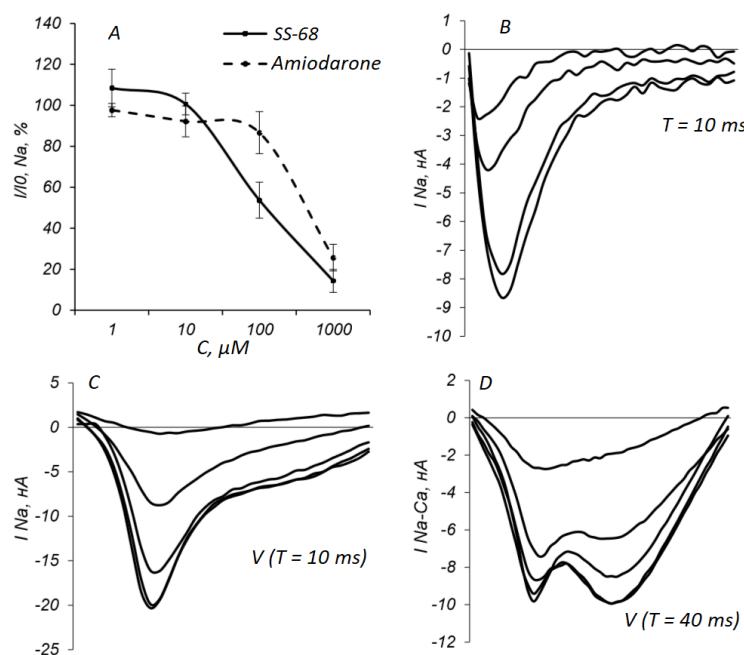 A
SS-68
Amiodarone
140
120
100
80
60
40
20
0
I/I0, Na, %
1
10
100
1000
C, μM
B
1
0
-1
-2
-3
-4
-5
-6
-7
-8
-9
-10
I Na, нА
T = 10 ms
C
5
0
-5
-10
-15
-20
-25
I Na, нА
V (T = 10 ms)
D
2
0
-2
-4
-6
-8
-10
-12
I Na-Ca, нА
V (T = 40 ms)